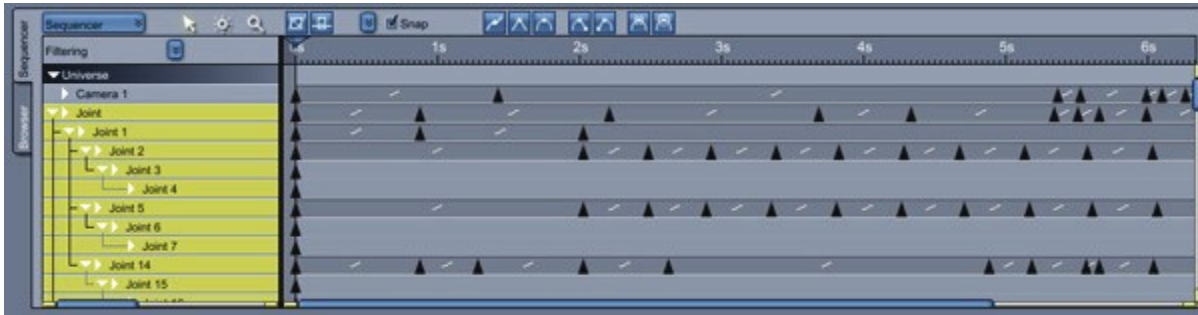 Sequencer
Browser
Sequencer Snap
Filtering 0s 1s 2s 3s 4s 5s 6s
Universe
Camera 1
Joint
Joint 1
Joint 2
Joint 3
Joint 4
Joint 5
Joint 6
Joint 7
Joint 14
Joint 15